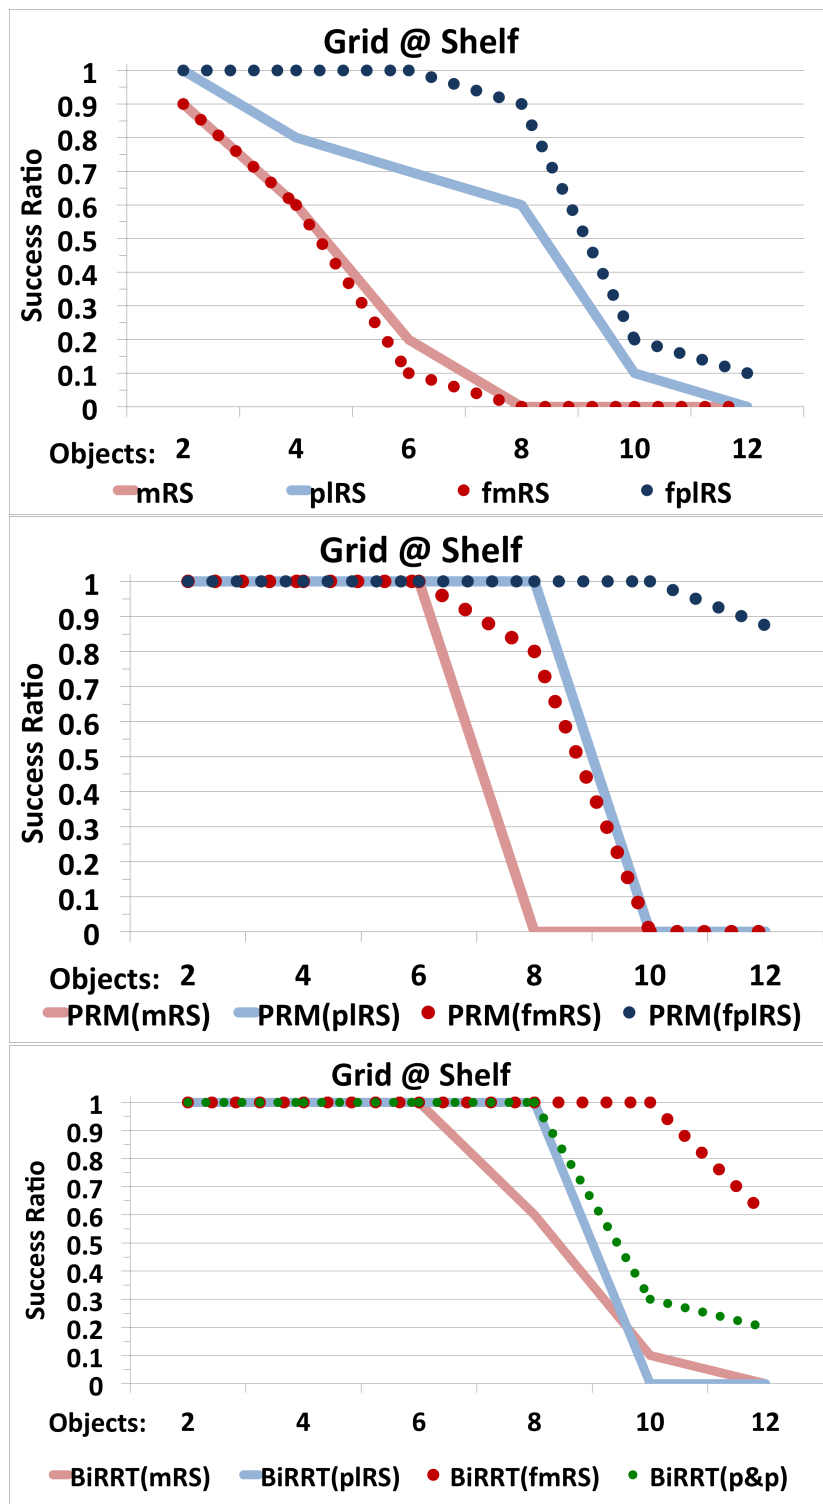 Grid @ Shelf
1
0.9
0.8
0.7
0.6
0.5
0.4
0.3
0.2
0.1
0
Success Ratio
Objects: 2 4 6 8 10 12
mRS plRS fmRS fplRS
Grid @ Shelf
1
0.9
0.8
0.7
0.6
0.5
0.4
0.3
0.2
0.1
0
Success Ratio
Objects: 2 4 6 8 10 12
PRM(mRS) PRM(plRS) PRM(fmRS) PRM(fplRS)
Grid @ Shelf
1
0.9
0.8
0.7
0.6
0.5
0.4
0.3
0.2
0.1
0
Success Ratio
Objects: 2 4 6 8 10 12
BiRRT(mRS) BiRRT(plRS) BiRRT(fmRS) BiRRT(p&p)